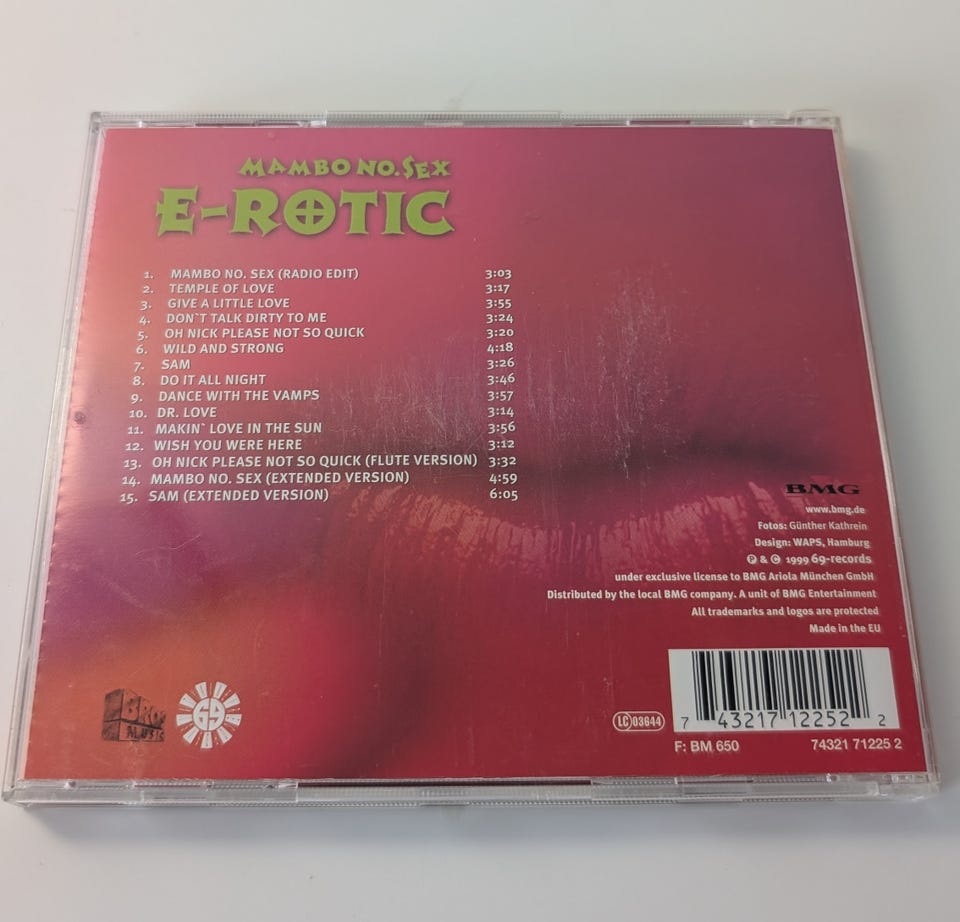 MAMBO NO. SEX
E-ROTIC
1. MAMBO NO. SEX (RADIO EDIT) 3:03
2. TEMPLE OF LOVE 3:17
3. GIVE A LITTLE LOVE 3:55
4. DON`T TALK DIRTY TO ME 3:24
5. OH NICK PLEASE NOT SO QUICK 3:20
6. WILD AND STRONG 4:18
7. SAM 3:26
8. DO IT ALL NIGHT 3:46
9. DANCE WITH THE VAMPS 3:57
10. DR. LOVE 3:14
11. MAKIN` LOVE IN THE SUN 3:56
12. WISH YOU WERE HERE 3:12
13. OH NICK PLEASE NOT SO QUICK (FLUTE VERSION) 3:32
14. MAMBO NO. SEX (EXTENDED VERSION) 4:59
15. SAM (EXTENDED VERSION) 6:05
BMG
www.bmg.de
Fotos: Günther Kathrein
Design: WAPS, Hamburg
℗ & © 1999 69-records
under exclusive license to BMG Ariola München GmbH
Distributed by the local BMG company. A unit of BMG Entertainment
All trademarks and logos are protected
Made in the EU
BROS
MUSIC
69
LC 03644
7 43217 12252 2
F: BM 650 74321 71225 2